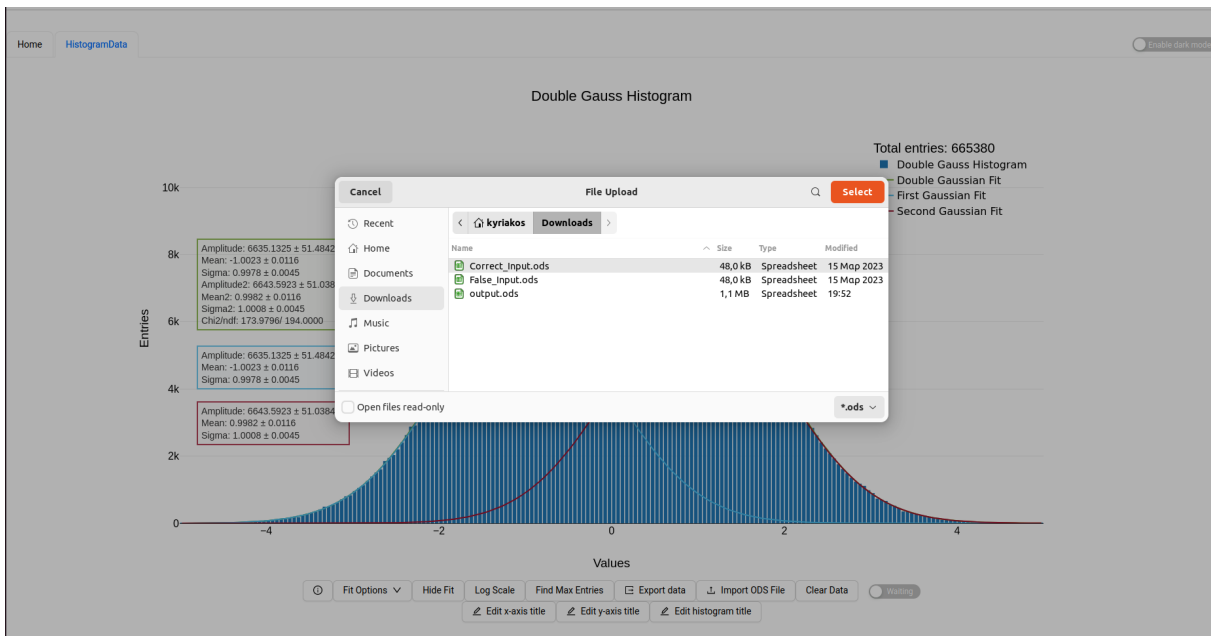 Home HistogramData Enable dark mode
Double Gauss Histogram
Total entries: 665380
Double Gauss Histogram
Double Gaussian Fit
First Gaussian Fit
Second Gaussian Fit
10k
8k
6k
4k
2k
0
Entries
Amplitude: 6635.1325 ± 51.4842
Mean: -1.0023 ± 0.0116
Sigma: 0.9978 ± 0.0045
Amplitude2: 6643.5923 ± 51.038
Mean2: 0.9982 ± 0.0116
Sigma2: 1.0008 ± 0.0045
Chi2/ndf: 173.9796/ 194.0000
Amplitude: 6635.1325 ± 51.4842
Mean: -1.0023 ± 0.0116
Sigma: 0.9978 ± 0.0045
Amplitude: 6643.5923 ± 51.0384
Mean: 0.9982 ± 0.0116
Sigma: 1.0008 ± 0.0045
Cancel File Upload Select
Recent
Home
Documents
Downloads
Music
Pictures
Videos
kyriakos Downloads
Name Size Type Modified
Correct_Input.ods 48,0 kB Spreadsheet 15 Μαρ 2023
False_Input.ods 48,0 kB Spreadsheet 15 Μαρ 2023
output.ods 1,1 MB Spreadsheet 19:52
Open files read-only *.ods
−4 −2 0 2 4
Values
Fit Options Hide Fit Log Scale Find Max Entries Export data Import ODS File Clear Data Waiting
Edit x-axis title Edit y-axis title Edit histogram title